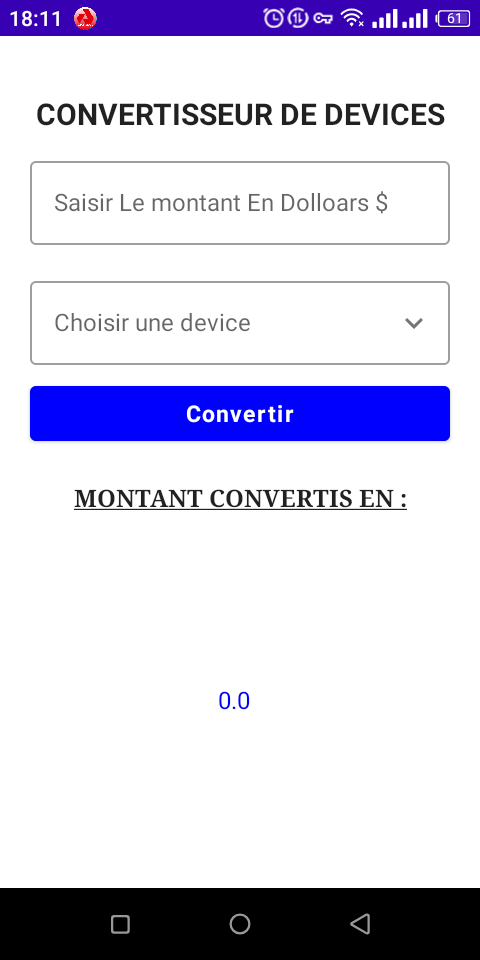 18:11
61
CONVERTISSEUR DE DEVICES
Saisir Le montant En Dolloars $
Choisir une device
Convertir
MONTANT CONVERTIS EN :
0.0